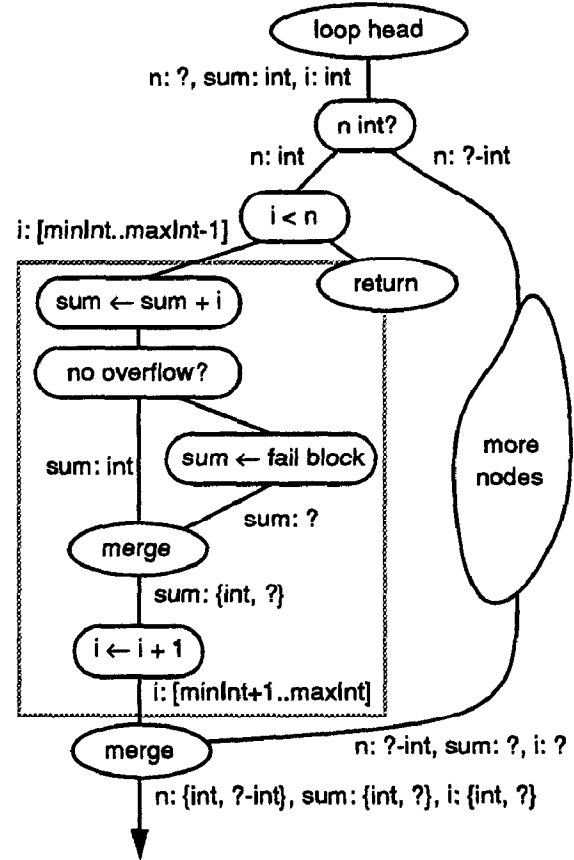 loop head
n: ?, sum: int, i: int
n int?
n: int
n: ?-int
i < n
i: [minInt..maxInt-1]
return
sum ← sum + i
no overflow?
sum: int
sum ← fail block
more
nodes
sum: ?
merge
sum: {int, ?}
i ← i + 1
i: [minInt+1..maxInt]
merge
n: ?-int, sum: ?, i: ?
n: {int, ?-int}, sum: {int, ?}, i: {int, ?}